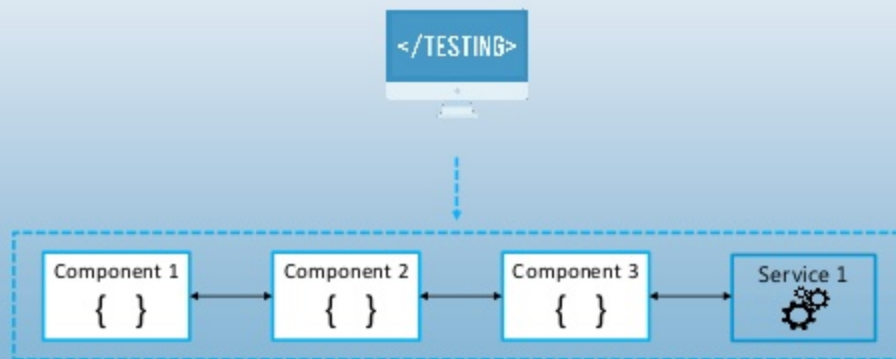 </TESTING>
Component 1
{ }
Component 2
{ }
Component 3
{ }
Service 1